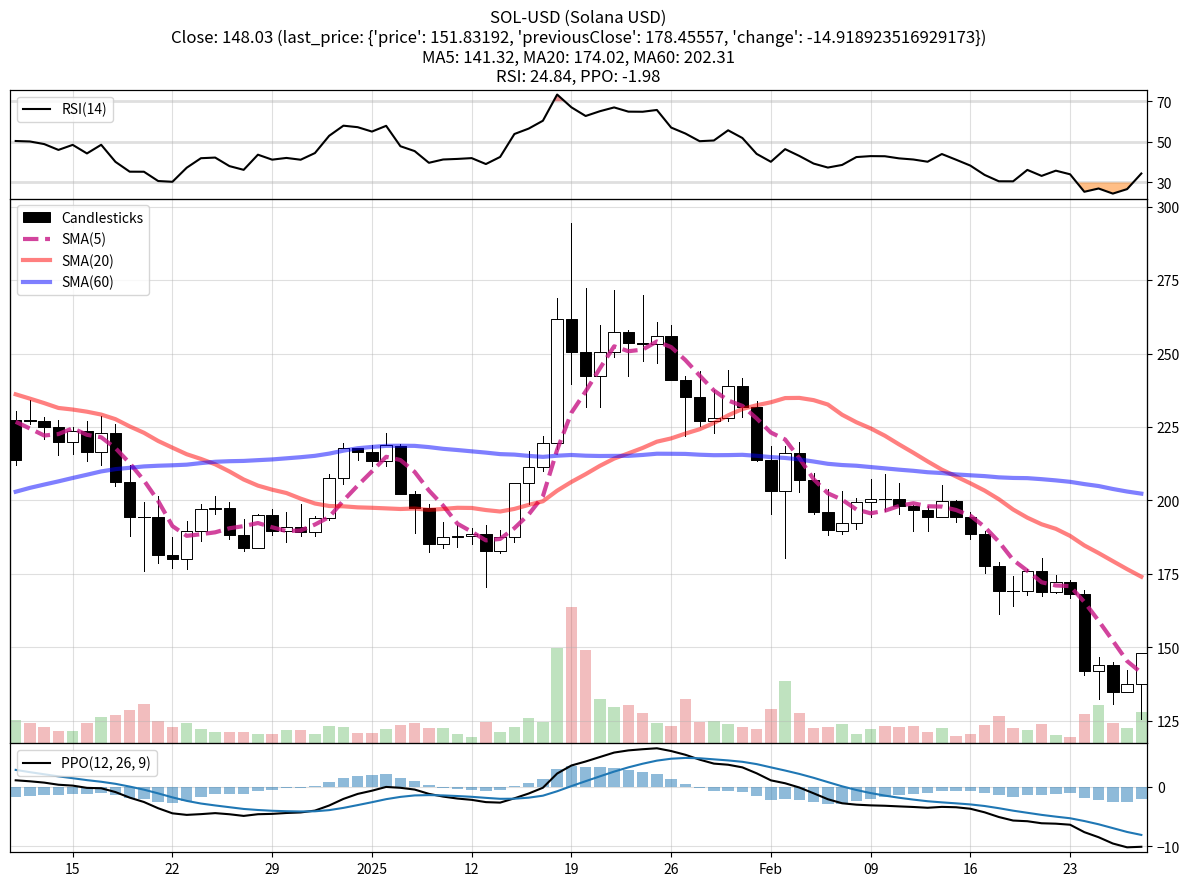 SOL-USD (Solana USD)
Close: 148.03 (last_price: {'price': 151.83192, 'previousClose': 178.45557, 'change': -14.918923516929173})
MA5: 141.32, MA20: 174.02, MA60: 202.31
RSI: 24.84, PPO: -1.98
RSI(14)
70
50
30
Candlesticks
SMA(5)
SMA(20)
SMA(60)
300
275
250
225
200
175
150
125
PPO(12, 26, 9)
0
−10
15 22 29 2025 12 19 26 Feb 09 16 23